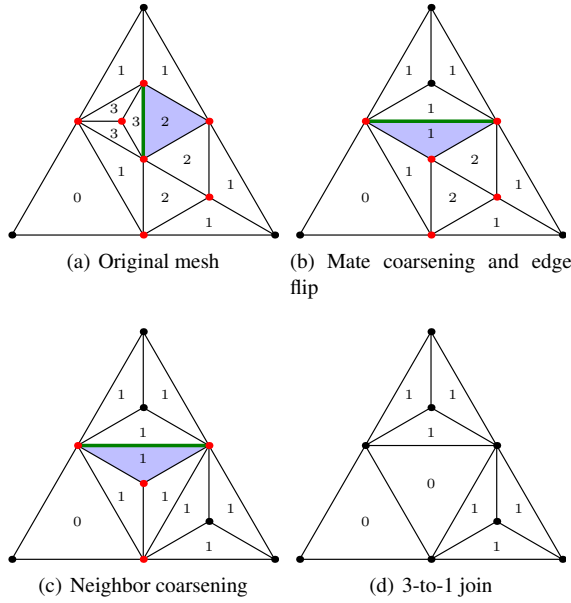 1 1 1
1 1
3
3 2 1
3
1 2 2
0 1 0 1
2 1 2 1
(a) Original mesh (b) Mate coarsening and edge
flip
1 1 1 1
1 1
1
0
1 1
0 1 1 0 1 1
1 1
(c) Neighbor coarsening (d) 3-to-1 join